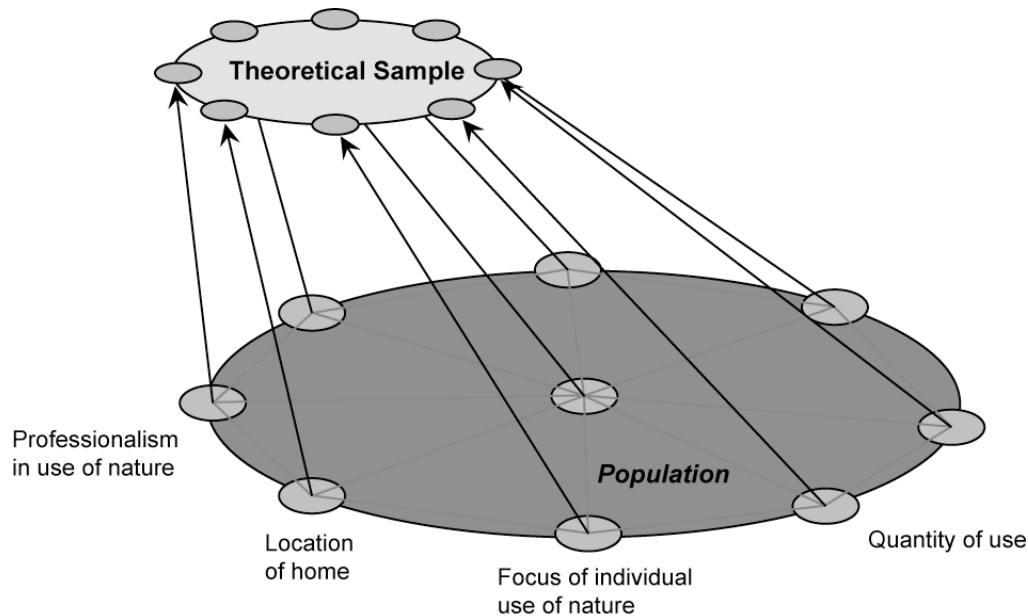 Theoretical Sample
Population
Professionalism
in use of nature
Location
of home
Focus of individual
use of nature
Quantity of use